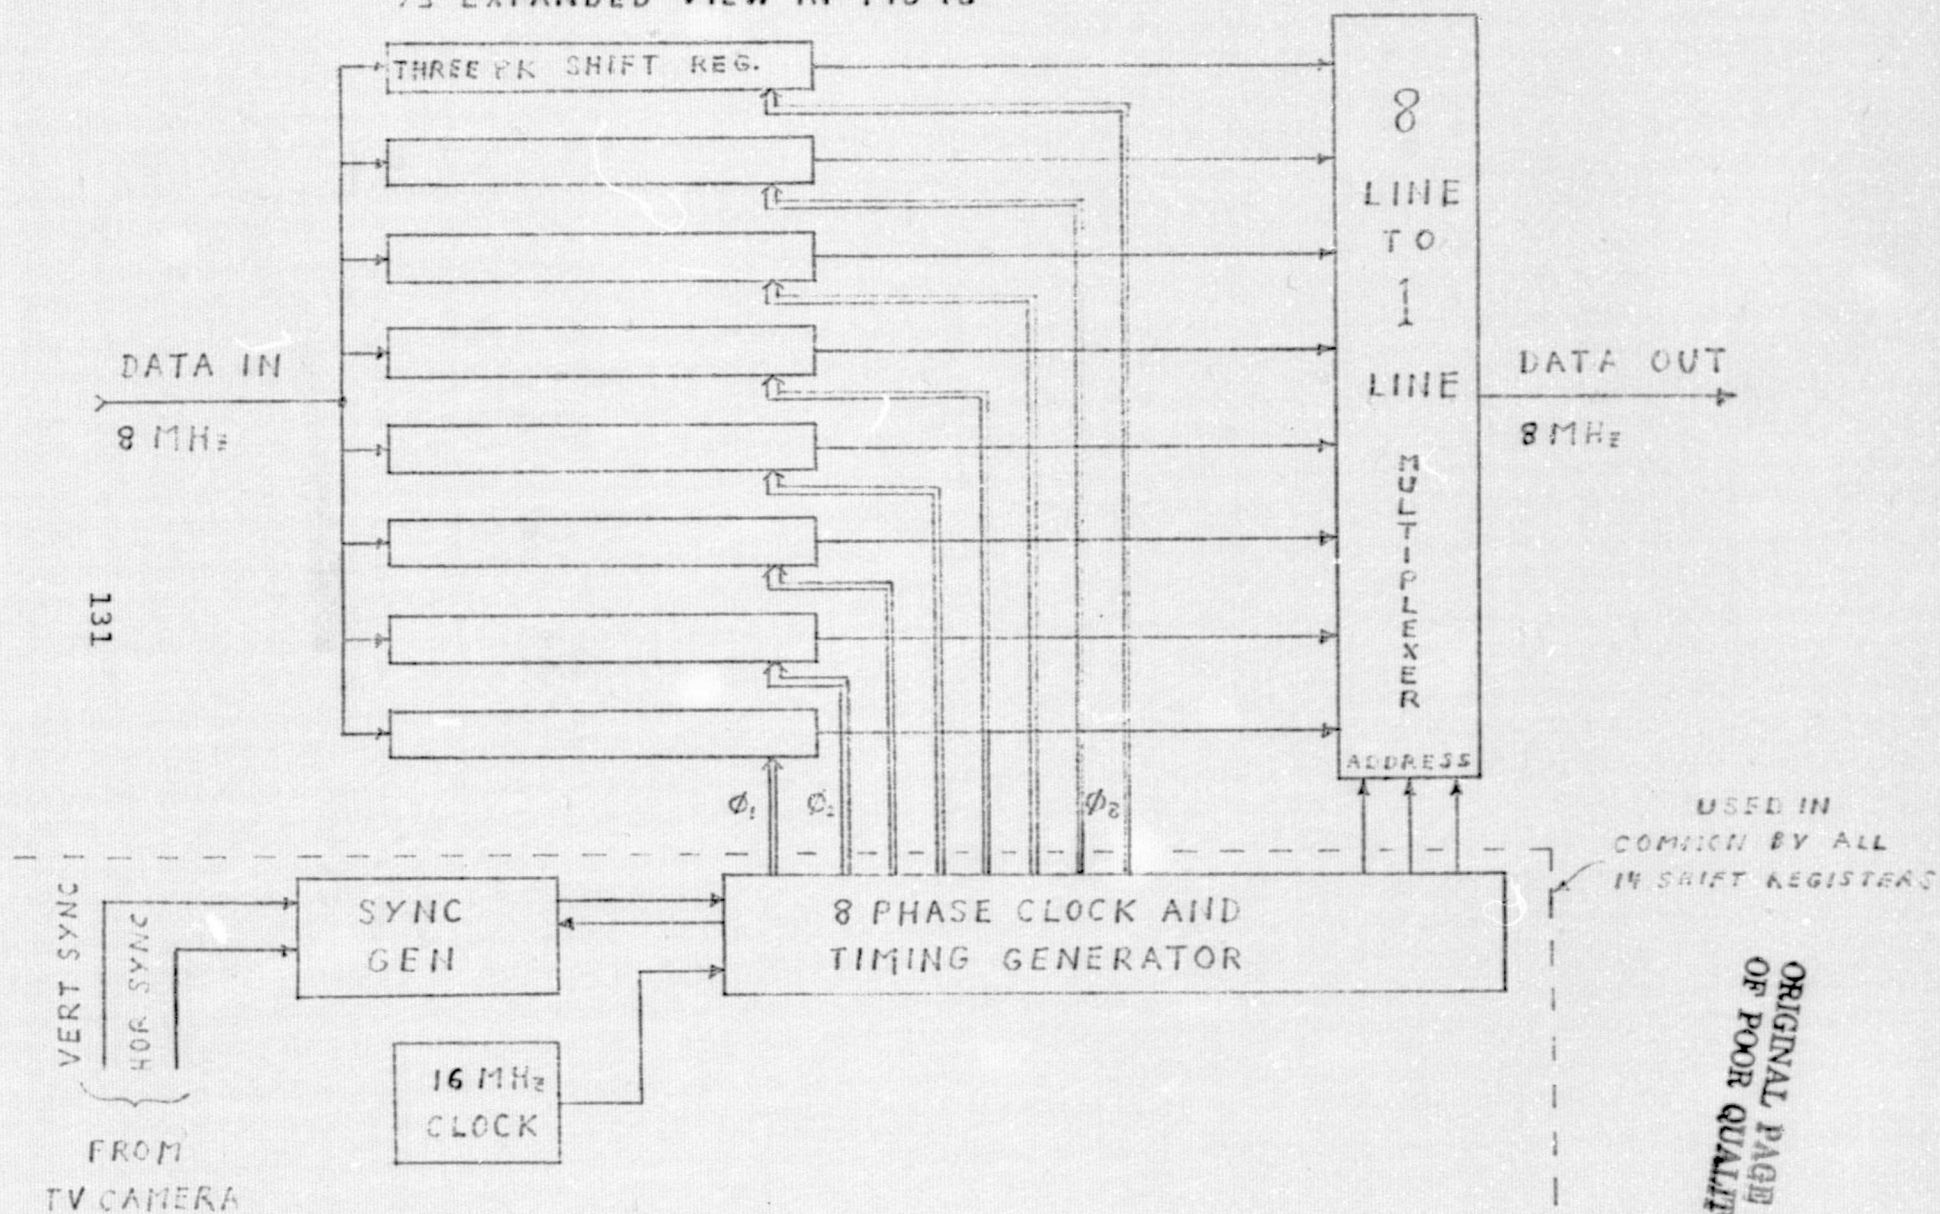 EXPANDED VIEW
THREE SHIFT REG.
8
LINE
TO
1
LINE
MULTIPLEXER
ADDRESS
DATA IN
8 MHz
DATA OUT
8 MHz
131
Ø1
Ø2
Ø8
USED IN
COMMON BY ALL
14 SHIFT REGISTERS
VERT SYNC
HOR SYNC
SYNC
GEN
8 PHASE CLOCK AND
TIMING GENERATOR
16 MHz
CLOCK
FROM
TV CAMERA
ORIGINAL PAGE
OF POOR